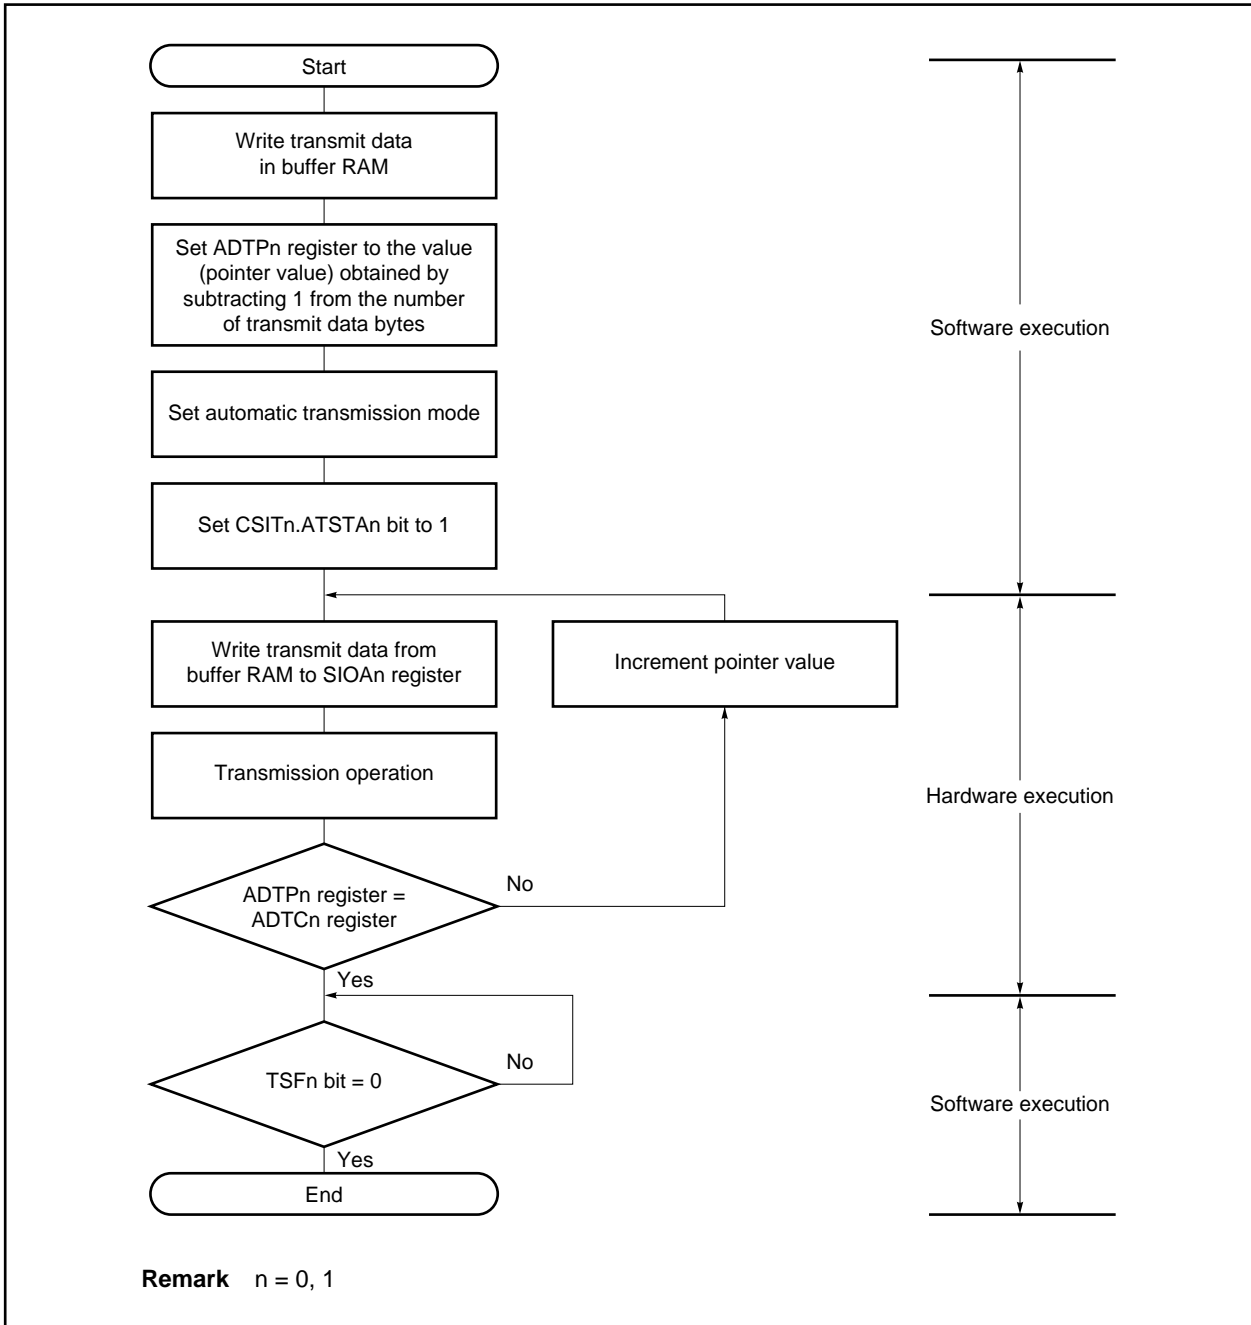 Start
Write transmit data
in buffer RAM
Set ADTPn register to the value
(pointer value) obtained by
subtracting 1 from the number
of transmit data bytes
Software execution
Set automatic transmission mode
Set CSITn.ATSTAn bit to 1
Write transmit data from
buffer RAM to SIOAn register
Increment pointer value
Transmission operation
Hardware execution
ADTPn register =
ADTCn register
No
Yes
TSFn bit = 0
No
Software execution
Yes
End
Remark n = 0, 1